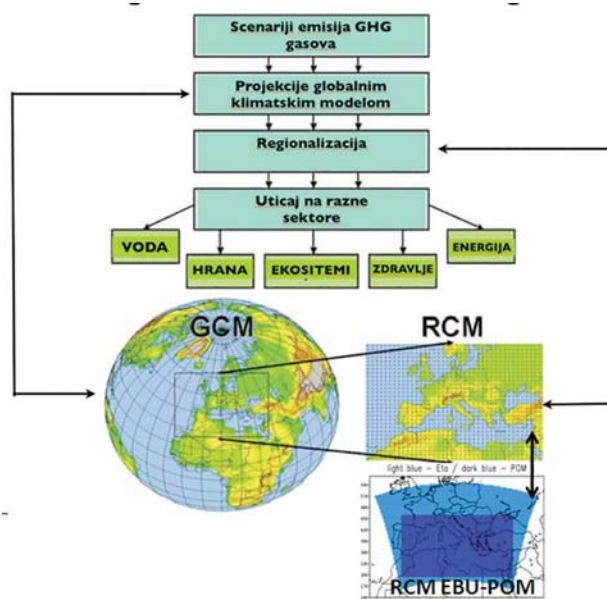 Scenariji emisija GHG
gasova
Projekcije globalnim
klimatskim modelom
Regionalizacija
Uticaj na razne
sektore
VODA
HRANA
EKOSITEMI
ZDRAVLJE
ENERGIJA
GCM
RCM
light blue – Eta / dark blue – POM
RCM EBU-POM